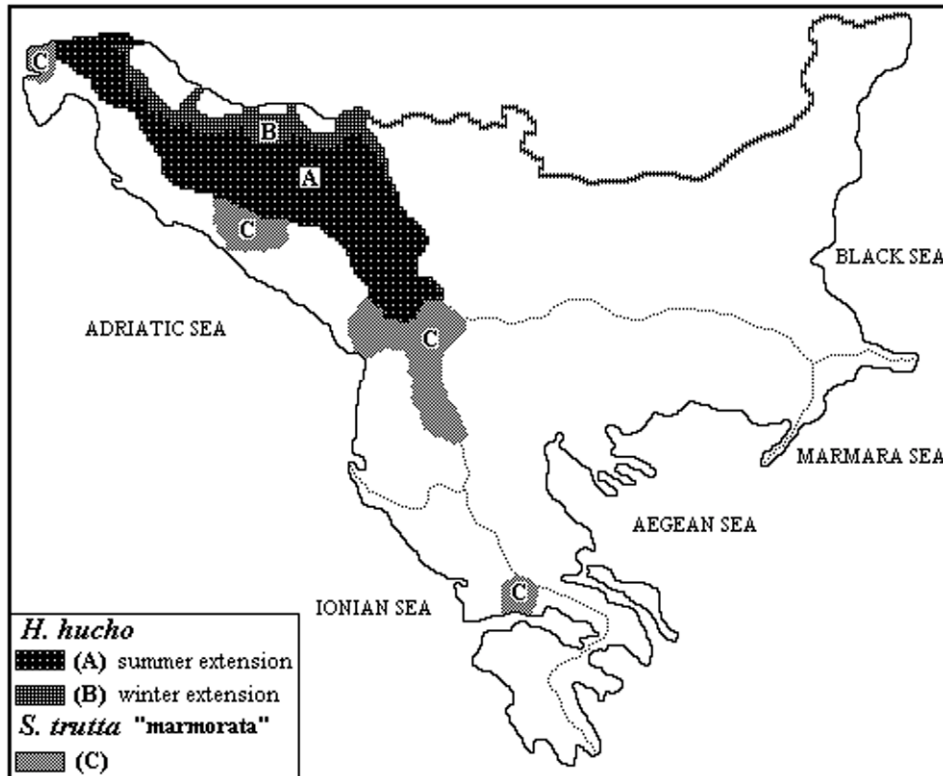 C
B
A
C
BLACK SEA
ADRIATIC SEA
C
MARMARA SEA
AEGEAN SEA
C
IONIAN SEA
H. hucho
(A) summer extension
(B) winter extension
S. trutta "marmorata"
(C)